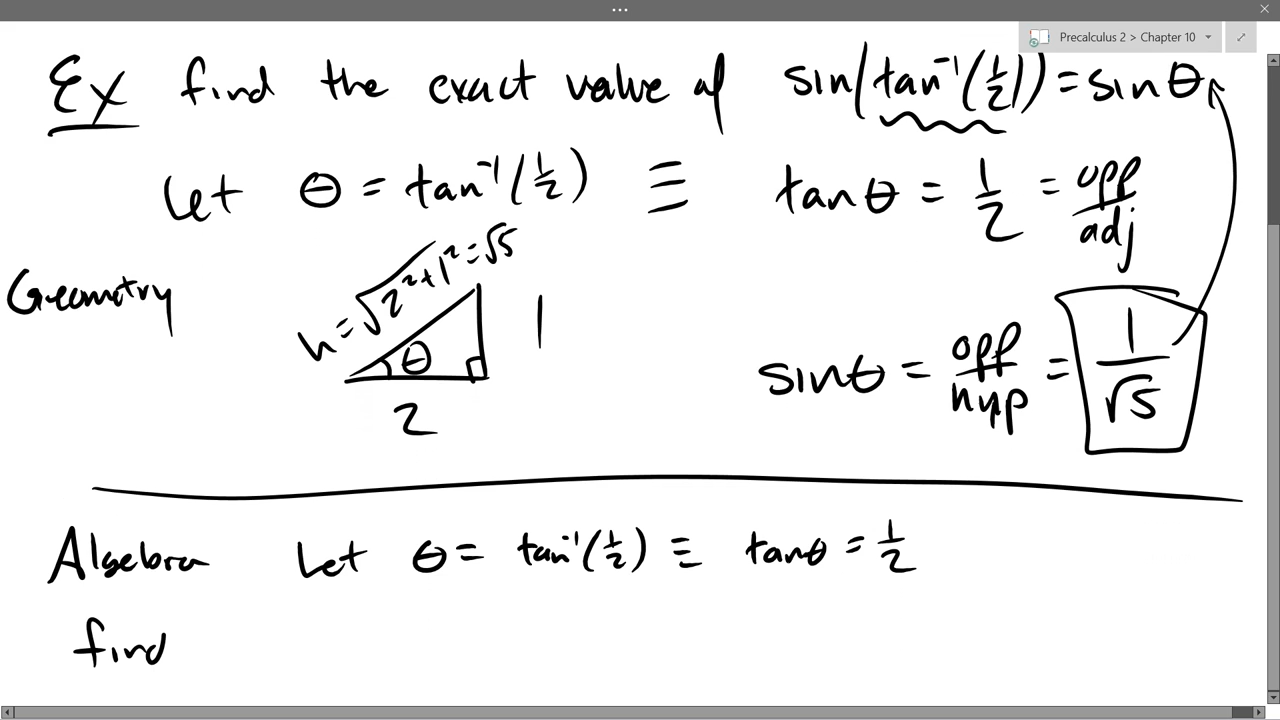 Precalculus 2 > Chapter 10
Ex find the exact value of sin(tan⁻¹(1/2)) = sin θ
Let θ = tan⁻¹(1/2) ≡ tan θ = 1/2 = opp/adj
Geometry
h = √(2² + 1²) = √5
θ
1
2
sin θ = opp/hyp = 1/√5
Algebra Let θ = tan⁻¹(1/2) ≡ tan θ = 1/2
find